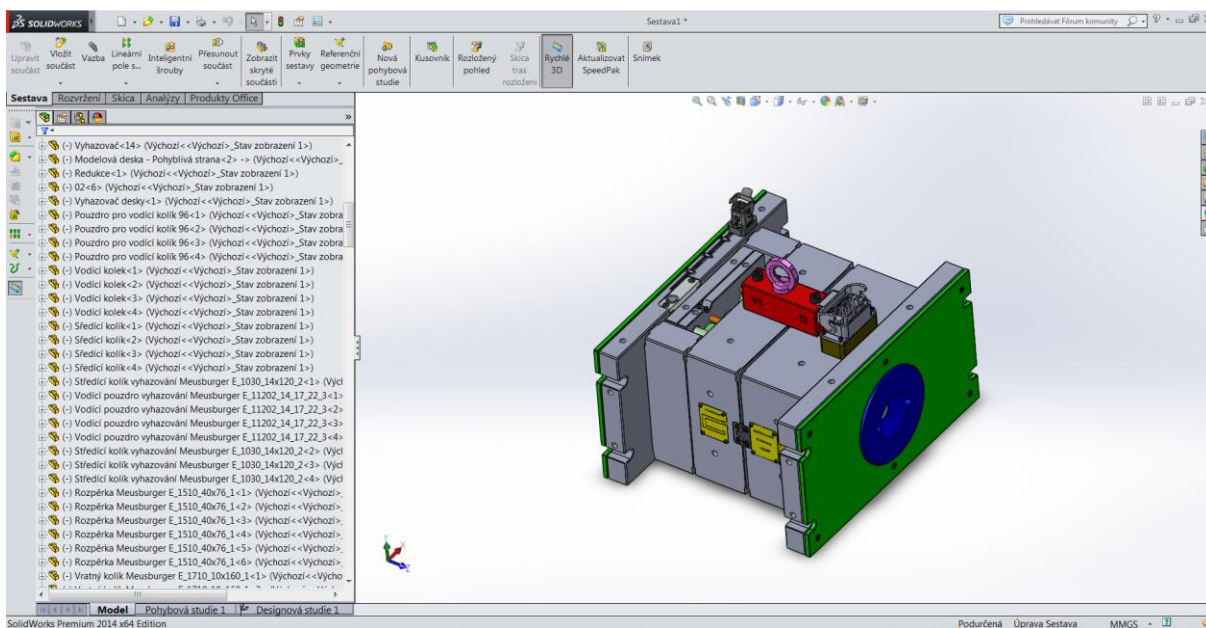 SOLIDWORKS
Sestava1 *
Prohledávat Fórum komunity
Upravit součást
Vložit součást
Vazba
Lineární pole s...
Inteligentní šrouby
Přesunout součást
Zobrazit skryté součásti
Prvky sestavy
Referenční geometrie
Nová pohybová studie
Kusovník
Rozložený pohled
Skica tras rozložení
Rychlé 3D
Aktualizovat SpeedPak
Snímek
Sestava Rozvržení Skica Analýzy Produkty Office
(-) Vyhazovač<14> (Výchozí<<Výchozí>_Stav zobrazení 1>)
(-) Modelová deska - Pohyblivá strana<2> -> (Výchozí<<Výchozí>_
(-) Redukce<1> (Výchozí<<Výchozí>_Stav zobrazení 1>)
(-) 02<6> (Výchozí<<Výchozí>_Stav zobrazení 1>)
(-) Vyhazovač desky<1> (Výchozí<<Výchozí>_Stav zobrazení 1>)
(-) Pouzdro pro vodící kolík 96<1> (Výchozí<<Výchozí>_Stav zobra
(-) Pouzdro pro vodící kolík 96<2> (Výchozí<<Výchozí>_Stav zobra
(-) Pouzdro pro vodící kolík 96<3> (Výchozí<<Výchozí>_Stav zobra
(-) Pouzdro pro vodící kolík 96<4> (Výchozí<<Výchozí>_Stav zobra
(-) Vodící kolek<1> (Výchozí<<Výchozí>_Stav zobrazení 1>)
(-) Vodící kolek<2> (Výchozí<<Výchozí>_Stav zobrazení 1>)
(-) Vodící kolek<3> (Výchozí<<Výchozí>_Stav zobrazení 1>)
(-) Vodící kolek<4> (Výchozí<<Výchozí>_Stav zobrazení 1>)
(-) Sředící kolík<1> (Výchozí<<Výchozí>_Stav zobrazení 1>)
(-) Sředící kolík<2> (Výchozí<<Výchozí>_Stav zobrazení 1>)
(-) Sředící kolík<3> (Výchozí<<Výchozí>_Stav zobrazení 1>)
(-) Sředící kolík<4> (Výchozí<<Výchozí>_Stav zobrazení 1>)
(-) Středící kolík vyhazování Meusburger E_1030_14x120_2<1> (Výcl
(-) Vodící pouzdro vyhazování Meusburger E_11202_14_17_22_3<1>
(-) Vodící pouzdro vyhazování Meusburger E_11202_14_17_22_3<2>
(-) Vodící pouzdro vyhazování Meusburger E_11202_14_17_22_3<3>
(-) Vodící pouzdro vyhazování Meusburger E_11202_14_17_22_3<4>
(-) Středící kolík vyhazování Meusburger E_1030_14x120_2<2> (Výcl
(-) Středící kolík vyhazování Meusburger E_1030_14x120_2<3> (Výcl
(-) Středící kolík vyhazování Meusburger E_1030_14x120_2<4> (Výcl
(-) Rozpěrka Meusburger E_1510_40x76_1<1> (Výchozí<<Výchozí>_
(-) Rozpěrka Meusburger E_1510_40x76_1<2> (Výchozí<<Výchozí>_
(-) Rozpěrka Meusburger E_1510_40x76_1<3> (Výchozí<<Výchozí>_
(-) Rozpěrka Meusburger E_1510_40x76_1<4> (Výchozí<<Výchozí>_
(-) Rozpěrka Meusburger E_1510_40x76_1<5> (Výchozí<<Výchozí>_
(-) Rozpěrka Meusburger E_1510_40x76_1<6> (Výchozí<<Výchozí>_
(-) Vratný kolík Meusburger E_1710_10x160_1<1> (Výchozí<<Výcho
Model Pohybová studie 1 Designová studie 1
SolidWorks Premium 2014 x64 Edition
Podurčená Úprava Sestava MMGS